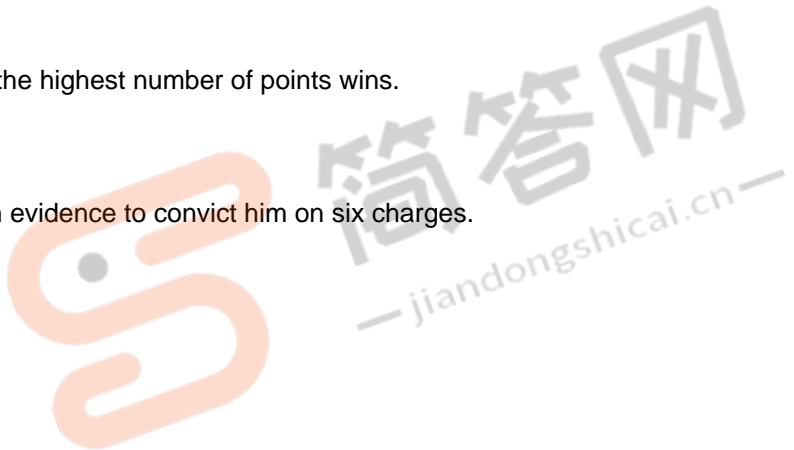 the highest number of points wins.
简答网
evidence to convict him on six charges.
jiandongshicai.cn